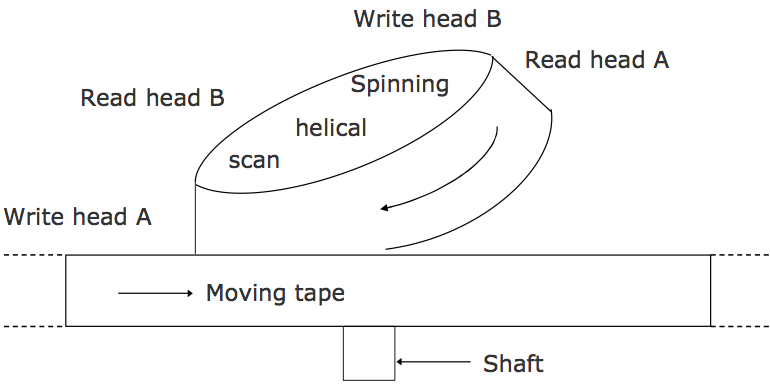 Write head B
Read head A
Spinning
Read head B
helical
scan
Write head A
Moving tape
Shaft